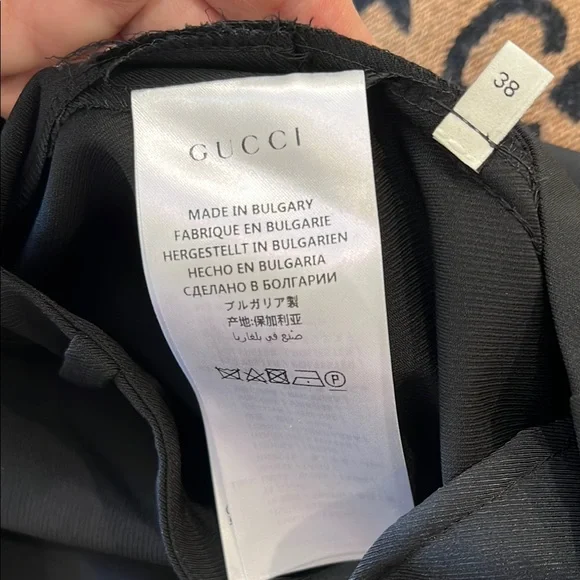 GUCCI
MADE IN BULGARY
FABRIQUE EN BULGARIE
HERGESTELLT IN BULGARIEN
HECHO EN BULGARIA
СДЕЛАНО В БОЛГАРИИ
ブルガリア製
产地:保加利亚
صنع في بلغاريا
P
38